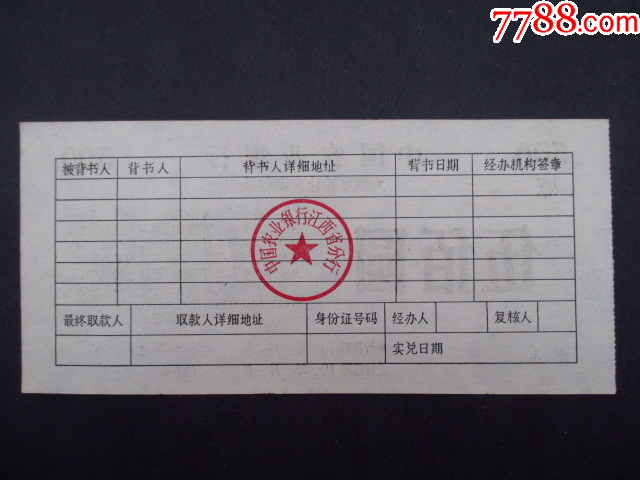 7788.com
被背书人 背书人 背书人详细地址 背书日期 经办机构签章
中国农业银行江西省分行
最终取款人 取款人详细地址 身份证号码 经办人 复核人
实兑日期